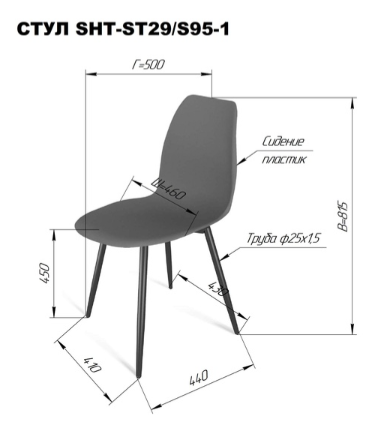 СТУЛ SHT-ST29/S95-1
Г=500
Сидение
пластик
Ш=460
В=815
Труба ф25х1,5
450
430
410
440